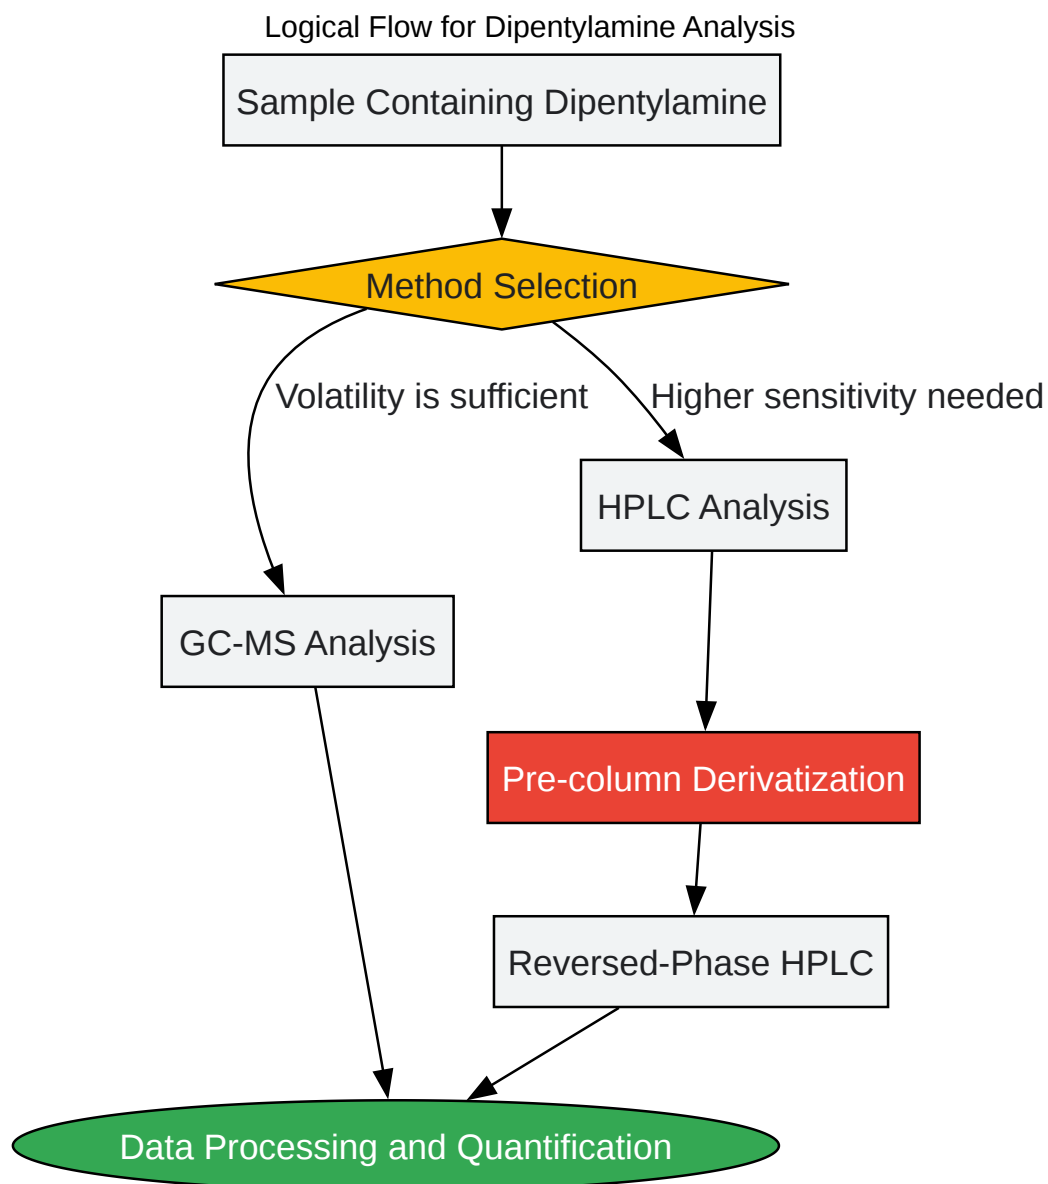 Logical Flow for Dipentylamine Analysis
Sample Containing Dipentylamine
Method Selection
Volatility is sufficient
Higher sensitivity needed
HPLC Analysis
GC-MS Analysis
Pre-column Derivatization
Reversed-Phase HPLC
Data Processing and Quantification